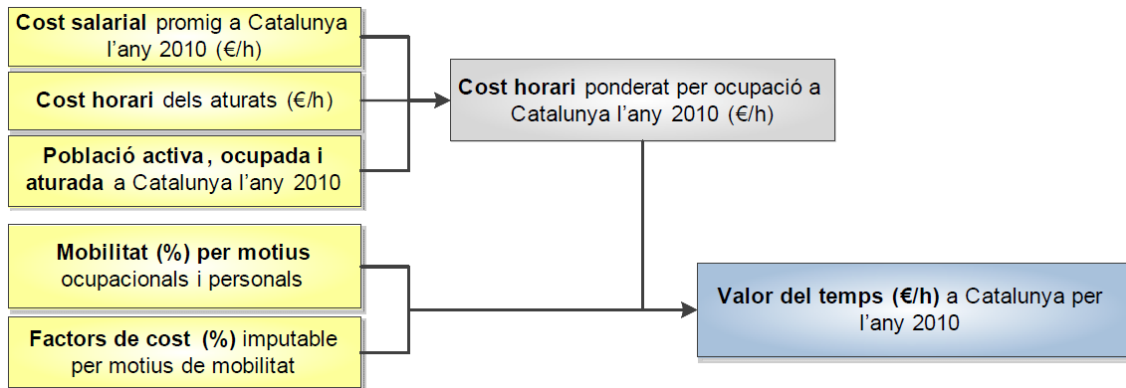 Cost salarial promig a Catalunya
l'any 2010 (€/h)
Cost horari dels aturats (€/h)
Població activa, ocupada i
aturada a Catalunya l'any 2010
Cost horari ponderat per ocupació a
Catalunya l'any 2010 (€/h)
Mobilitat (%) per motius
ocupacionals i personals
Factors de cost (%) imputable
per motius de mobilitat
Valor del temps (€/h) a Catalunya per
l'any 2010